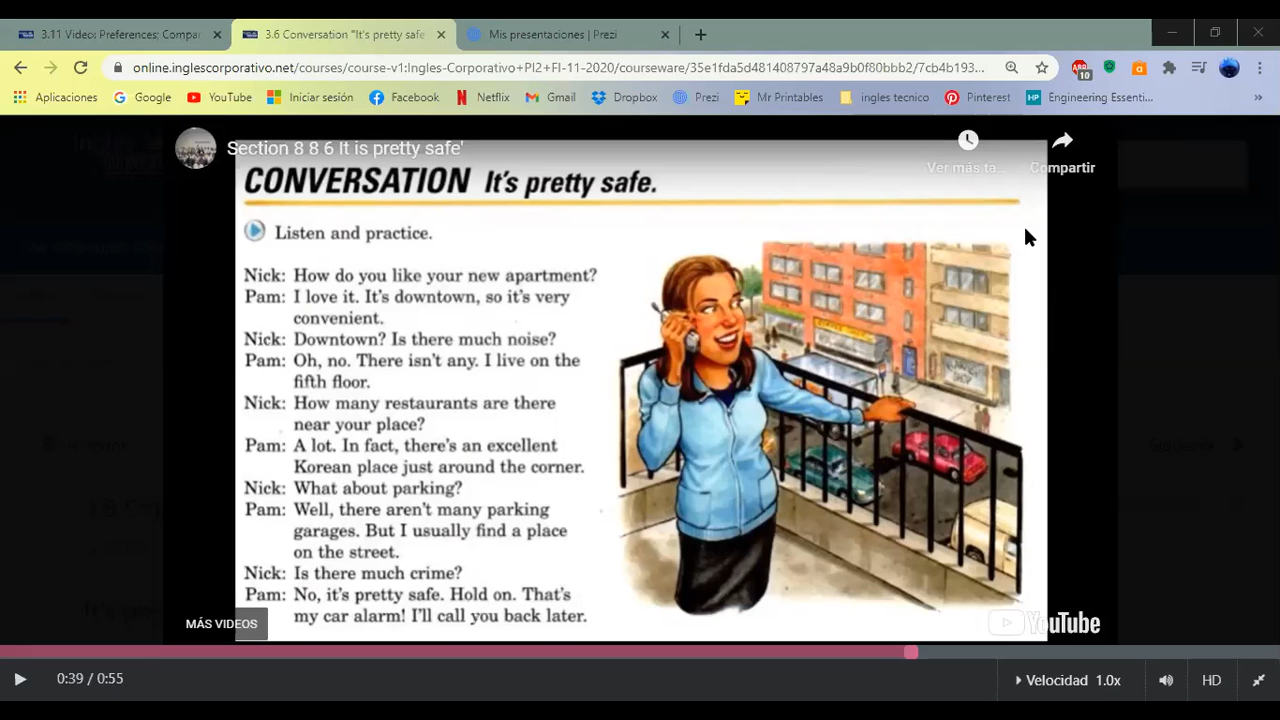 3.11 Video: Preferences; Compar
3.6 Conversation "It's pretty safe
Mis presentaciones | Prezi
online.inglescorporativo.net/courses/course-v1:Ingles-Corporativo+PI2+FI-11-2020/courseware/35e1fda5d481408797a48a9b0f80bbb2/7cb4b193...
ABP
10
Aplicaciones
Google
YouTube
Iniciar sesión
Facebook
Netflix
Gmail
Dropbox
Prezi
Mr Printables
ingles tecnico
Pinterest
HP
Engineering Essenti...
»
Section 8 8 6 It is pretty safe'
Ver más ta...
Compartir
CONVERSATION It's pretty safe.
Listen and practice.
Nick: How do you like your new apartment?
Pam: I love it. It's downtown, so it's very
convenient.
Nick: Downtown? Is there much noise?
Pam: Oh, no. There isn't any. I live on the
fifth floor.
Nick: How many restaurants are there
near your place?
Pam: A lot. In fact, there's an excellent
Korean place just around the corner.
Nick: What about parking?
Pam: Well, there aren't many parking
garages. But I usually find a place
on the street.
Nick: Is there much crime?
Pam: No, it's pretty safe. Hold on. That's
my car alarm! I'll call you back later.
MÁS VIDEOS
YouTube
Siguiente
0:39 / 0:55
Velocidad 1.0x
HD